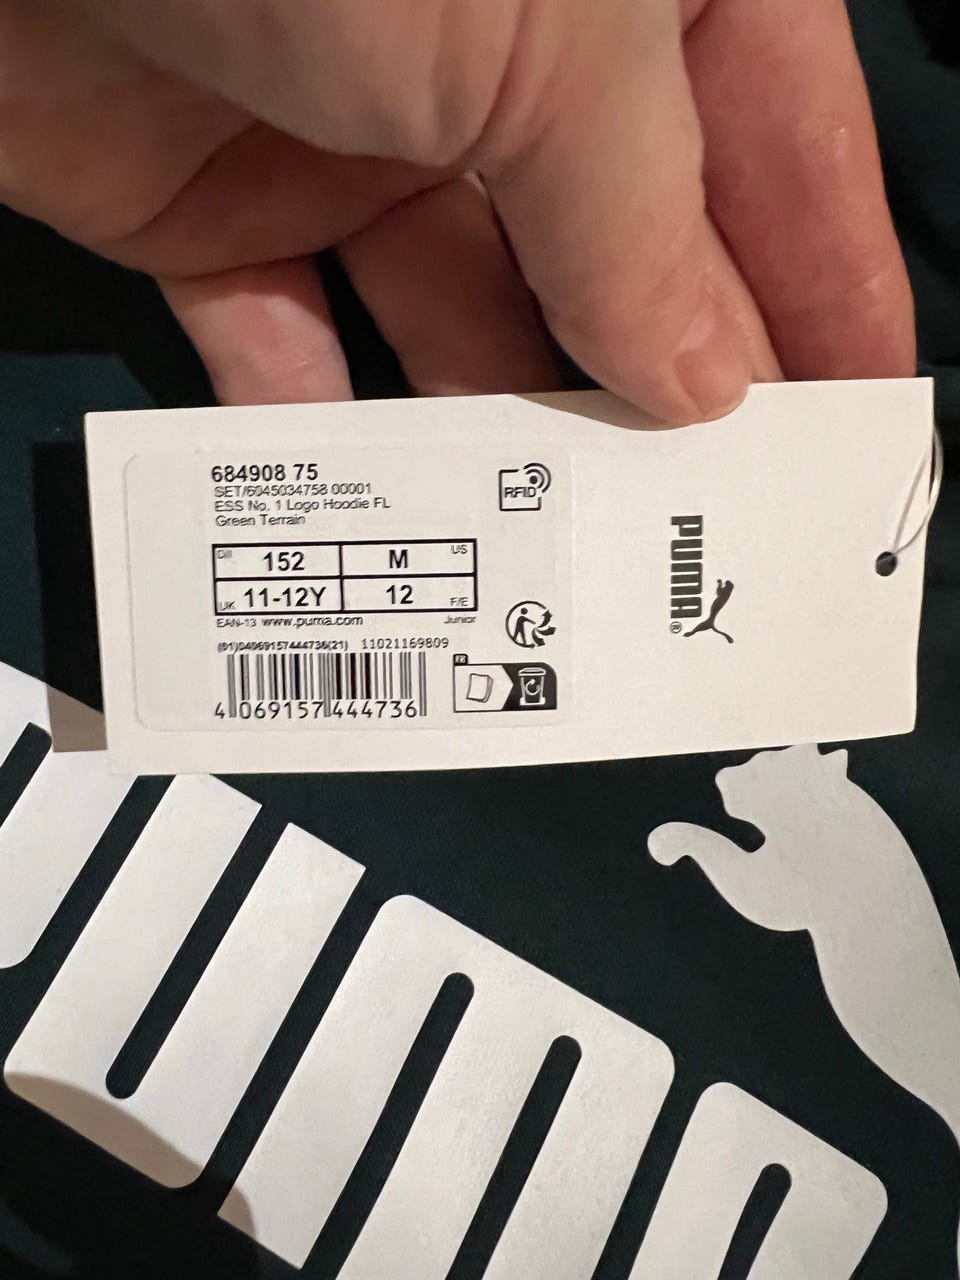 684908 75
SET/6045034758 00001
ESS No. 1 Logo Hoodie FL
Green Terrain
RFID
D/I 152 M US
UK 11-12Y 12 F/E
EAN-13 www.puma.com Junior
(01)04069157444736(21) 11021169809
FR
4 069157 444736
PUMA®
PUMA